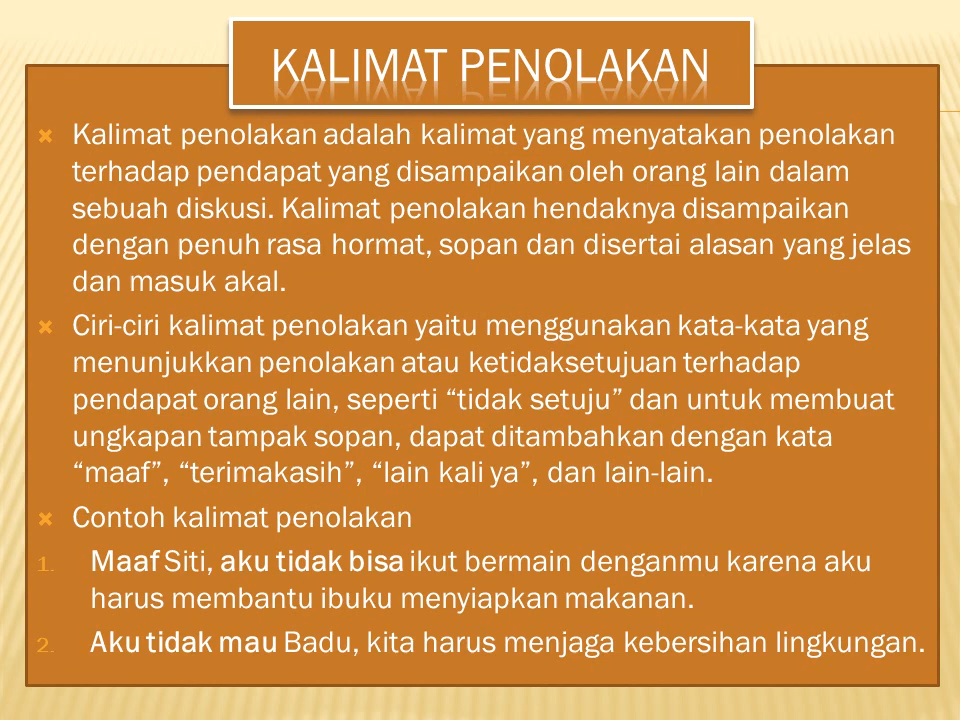 KALIMAT PENOLAKAN
Kalimat penolakan adalah kalimat yang menyatakan penolakan
terhadap pendapat yang disampaikan oleh orang lain dalam
sebuah diskusi. Kalimat penolakan hendaknya disampaikan
dengan penuh rasa hormat, sopan dan disertai alasan yang jelas
dan masuk akal.
Ciri-ciri kalimat penolakan yaitu menggunakan kata-kata yang
menunjukkan penolakan atau ketidaksetujuan terhadap
pendapat orang lain, seperti “tidak setuju” dan untuk membuat
ungkapan tampak sopan, dapat ditambahkan dengan kata
“maaf”, “terimakasih”, “lain kali ya”, dan lain-lain.
Contoh kalimat penolakan
1. Maaf Siti, aku tidak bisa ikut bermain denganmu karena aku
harus membantu ibuku menyiapkan makanan.
2. Aku tidak mau Badu, kita harus menjaga kebersihan lingkungan.